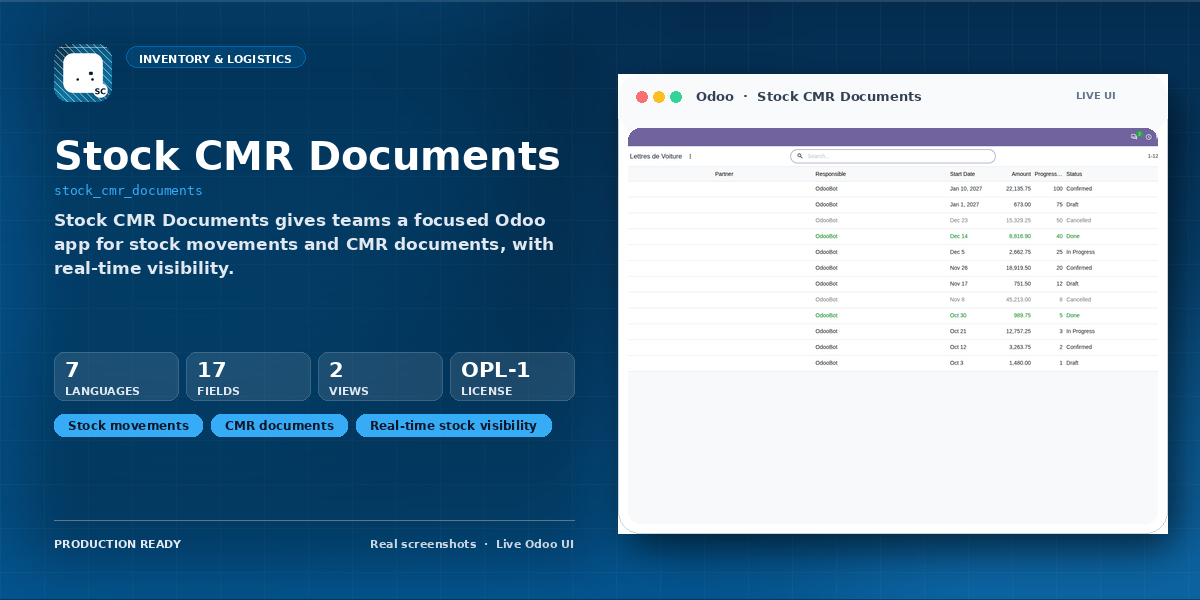 SC
INVENTORY & LOGISTICS
Stock CMR Documents
stock_cmr_documents
Stock CMR Documents gives teams a focused Odoo
app for stock movements and CMR documents, with
real-time visibility.
7
LANGUAGES
17
FIELDS
2
VIEWS
OPL-1
LICENSE
Stock movements
CMR documents
Real-time stock visibility
PRODUCTION READY
Real screenshots · Live Odoo UI
Odoo · Stock CMR Documents
LIVE UI
Lettres de Voiture
Search...
1-12
Partner Responsible Start Date Amount Progress... Status
OdooBot Jan 10, 2027 22,135.75 100 Confirmed
OdooBot Jan 1, 2027 673.00 75 Draft
OdooBot Dec 23 15,329.25 50 Cancelled
OdooBot Dec 14 8,816.90 40 Done
OdooBot Dec 5 2,662.75 25 In Progress
OdooBot Nov 26 18,919.50 20 Confirmed
OdooBot Nov 17 751.50 12 Draft
OdooBot Nov 8 45,213.00 8 Cancelled
OdooBot Oct 30 989.75 5 Done
OdooBot Oct 21 12,757.25 3 In Progress
OdooBot Oct 12 3,263.75 2 Confirmed
OdooBot Oct 3 1,480.00 1 Draft